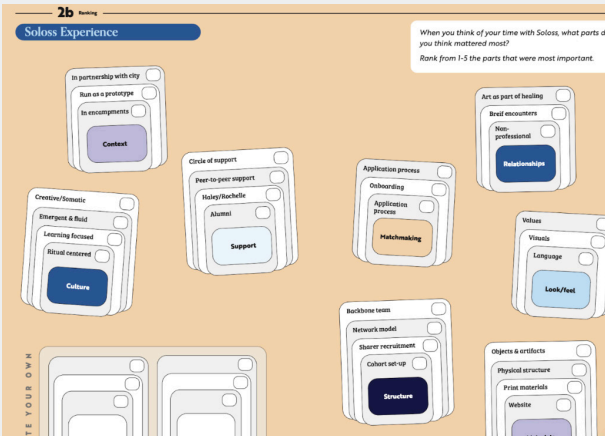 2b Ranking
Soloss Experience
When you think of your time with Soloss, what parts d
you think mattered most?
Rank from 1-5 the parts that were most important.
In partnership with city
Run as a prototype
In encampments
Context
Circle of support
Peer-to-peer support
Haley/Rochelle
Alumni
Support
Application process
Onboarding
Application
process
Matchmaking
Art as part of healing
Breif encounters
Non-
professional
Relationships
Creative/Somatic
Emergent & fluid
Learning focused
Ritual centered
Culture
Values
Visuals
Language
Look/feel
Backbone team
Network model
Sharer recruitment
Cohort set-up
Structure
Objects & artifacts
Physical structure
Print materials
Website
TE YOUR OWN